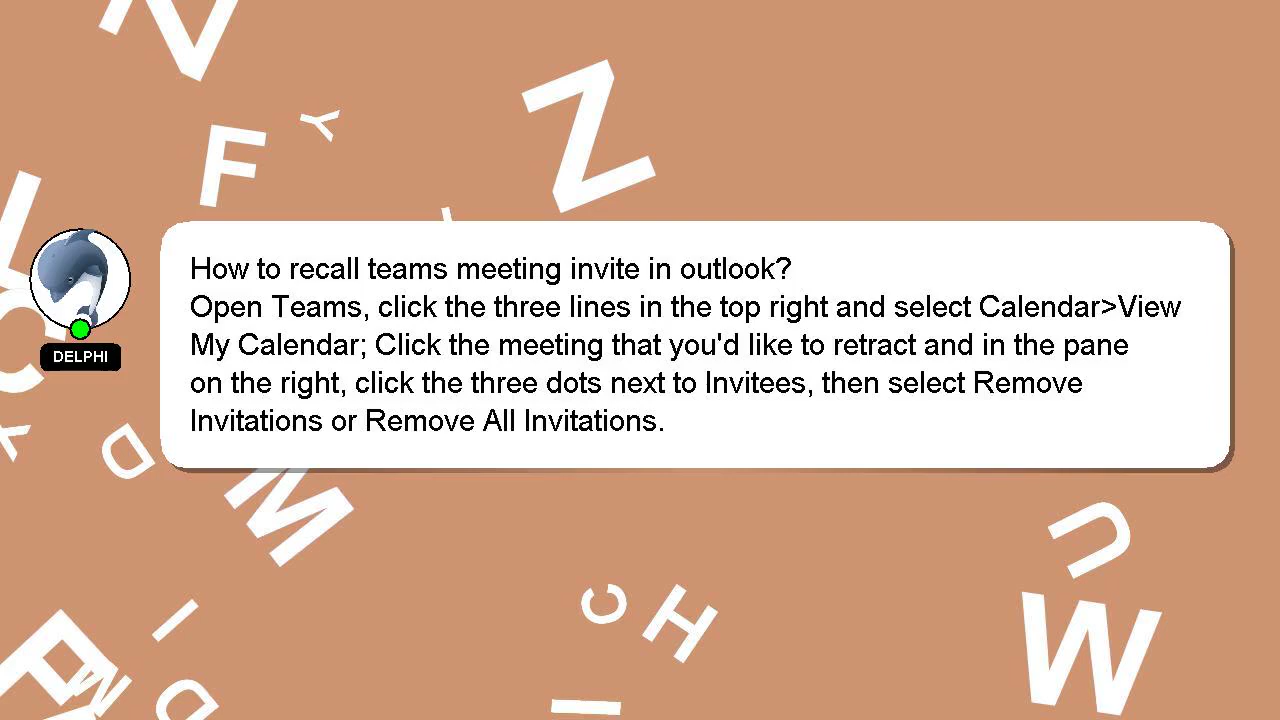 N
Y
F
Z
How to recall teams meeting invite in outlook?
Open Teams, click the three lines in the top right and select Calendar>View
My Calendar; Click the meeting that you'd like to retract and in the pane
on the right, click the three dots next to Invitees, then select Remove
Invitations or Remove All Invitations.
DELPHI
Y
D
M
U
C
H
I
W
P
M
D
I